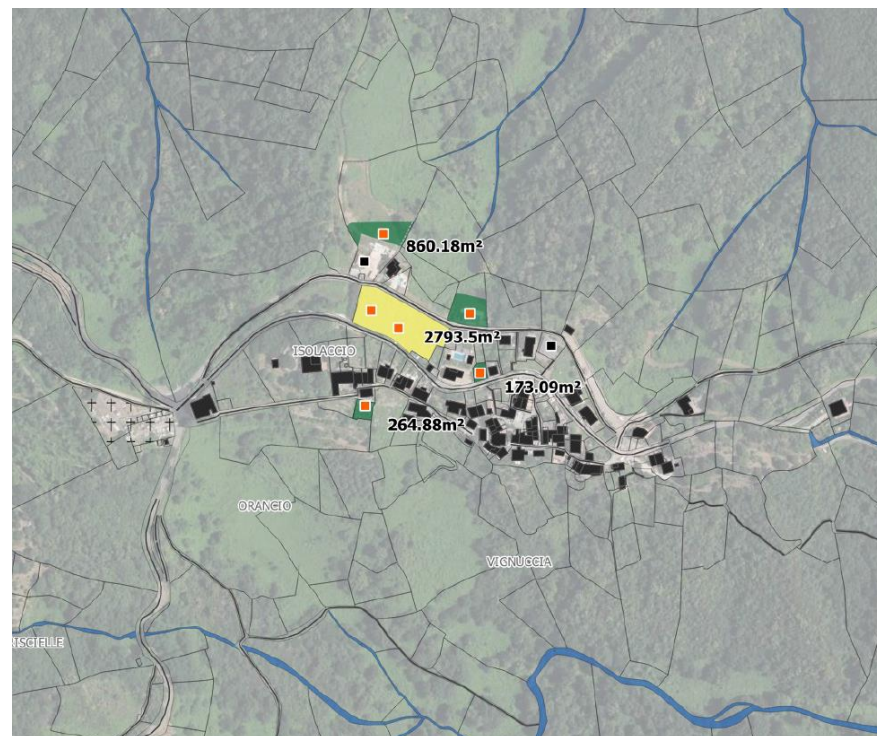 860.18m²
2793.5m²
ISOLACCIO
173.09m²
264.88m²
ORANCIO
VIGNUCCIA
ISCIELLE